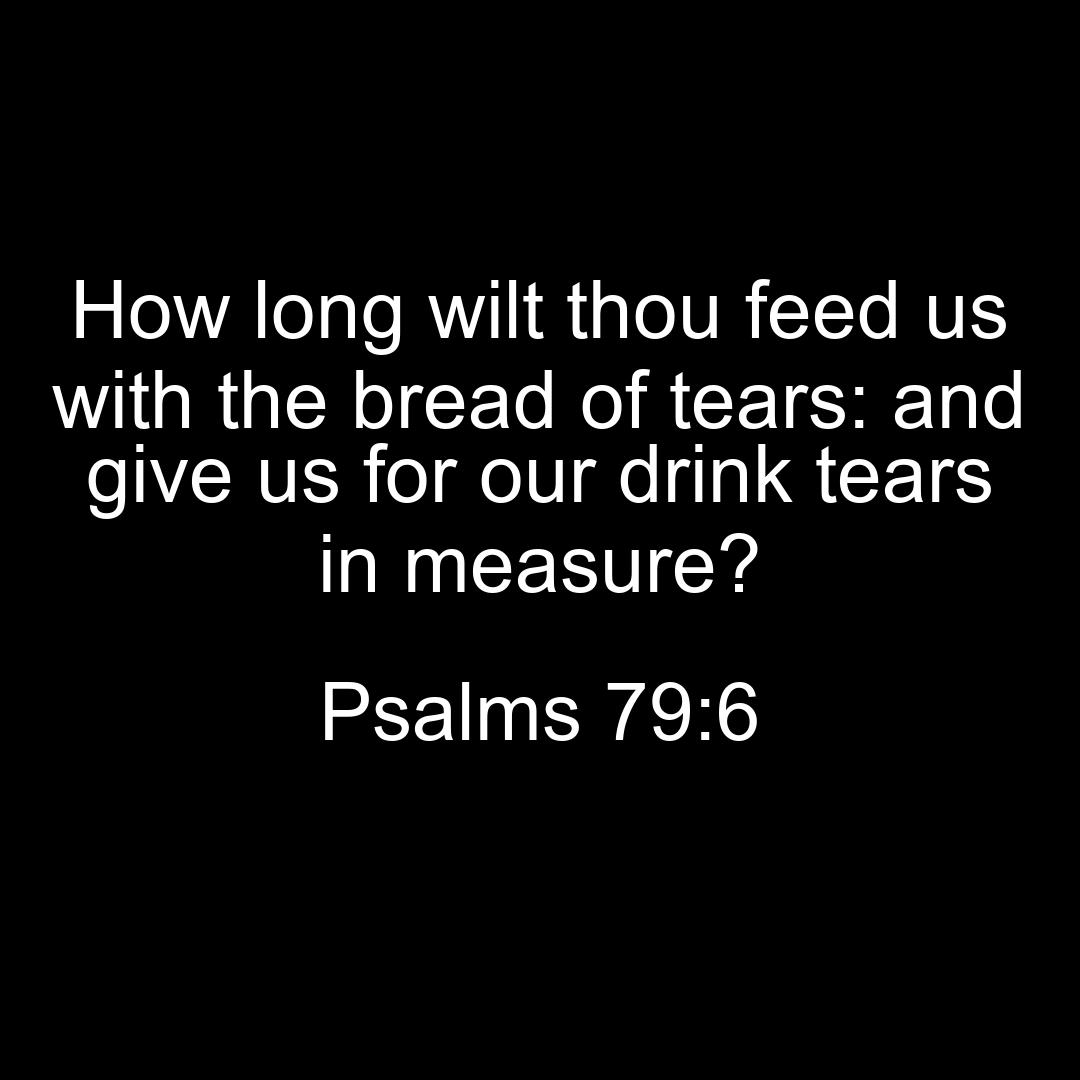 How long wilt thou feed us
with the bread of tears: and
give us for our drink tears
in measure?
Psalms 79:6